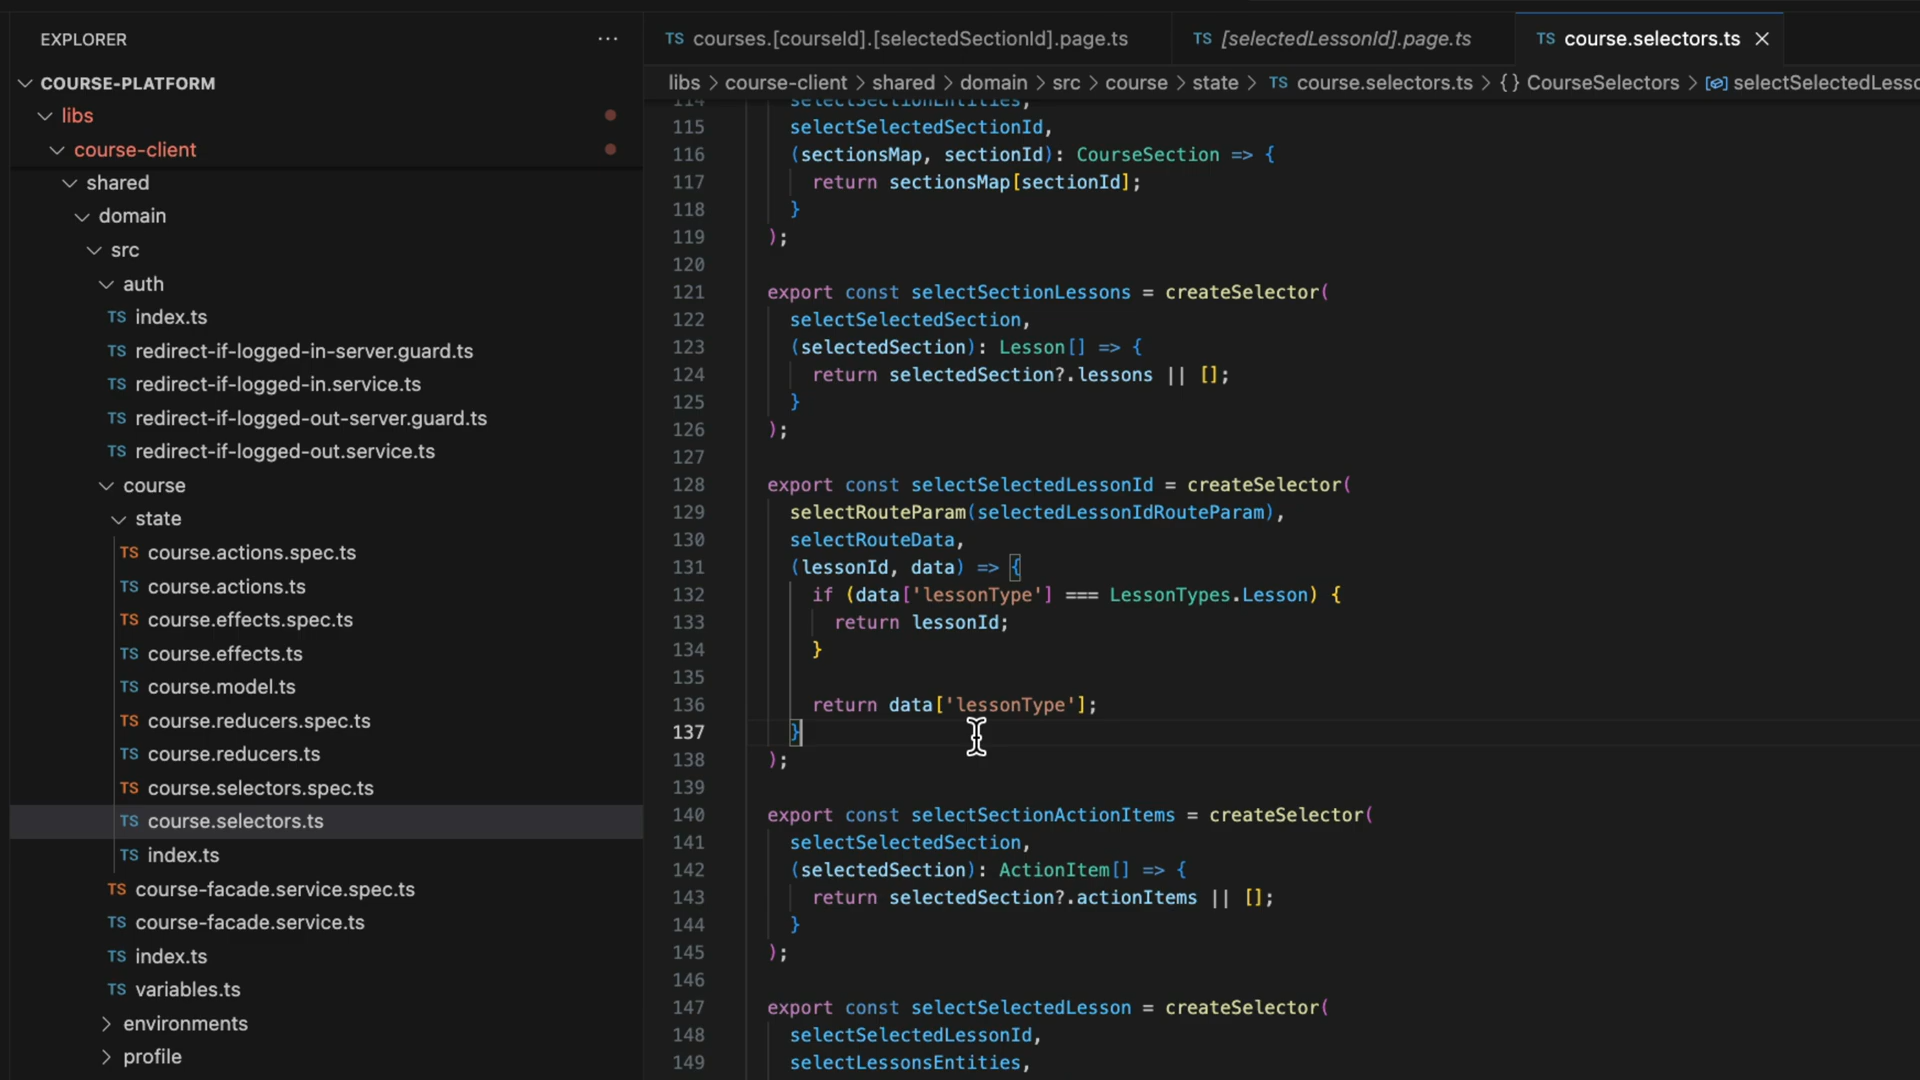 EXPLORER
COURSE-PLATFORM
libs
course-client
shared
domain
src
auth
TS index.ts
TS redirect-if-logged-in-server.guard.ts
TS redirect-if-logged-in.service.ts
TS redirect-if-logged-out-server.guard.ts
TS redirect-if-logged-out.service.ts
course
state
TS course.actions.spec.ts
TS course.actions.ts
TS course.effects.spec.ts
TS course.effects.ts
TS course.model.ts
TS course.reducers.spec.ts
TS course.reducers.ts
TS course.selectors.spec.ts
TS course.selectors.ts
TS index.ts
TS course-facade.service.spec.ts
TS course-facade.service.ts
TS index.ts
TS variables.ts
environments
profile
TS courses.[courseId].[selectedSectionId].page.ts TS [selectedLessonId].page.ts TS course.selectors.ts
libs > course-client > shared > domain > src > course > state > TS course.selectors.ts > {} CourseSelectors > selectSelectedLesso
114 selectSectionEntities,
115 selectSelectedSectionId,
116 (sectionsMap, sectionId): CourseSection => {
117 return sectionsMap[sectionId];
118 }
119 );
120
121 export const selectSectionLessons = createSelector(
122 selectSelectedSection,
123 (selectedSection): Lesson[] => {
124 return selectedSection?.lessons || [];
125 }
126 );
127
128 export const selectSelectedLessonId = createSelector(
129 selectRouteParam(selectedLessonIdRouteParam),
130 selectRouteData,
131 (lessonId, data) => {
132 if (data['lessonType'] === LessonTypes.Lesson) {
133 return lessonId;
134 }
135
136 return data['lessonType'];
137 }
138 );
139
140 export const selectSectionActionItems = createSelector(
141 selectSelectedSection,
142 (selectedSection): ActionItem[] => {
143 return selectedSection?.actionItems || [];
144 }
145 );
146
147 export const selectSelectedLesson = createSelector(
148 selectSelectedLessonId,
149 selectLessonsEntities,